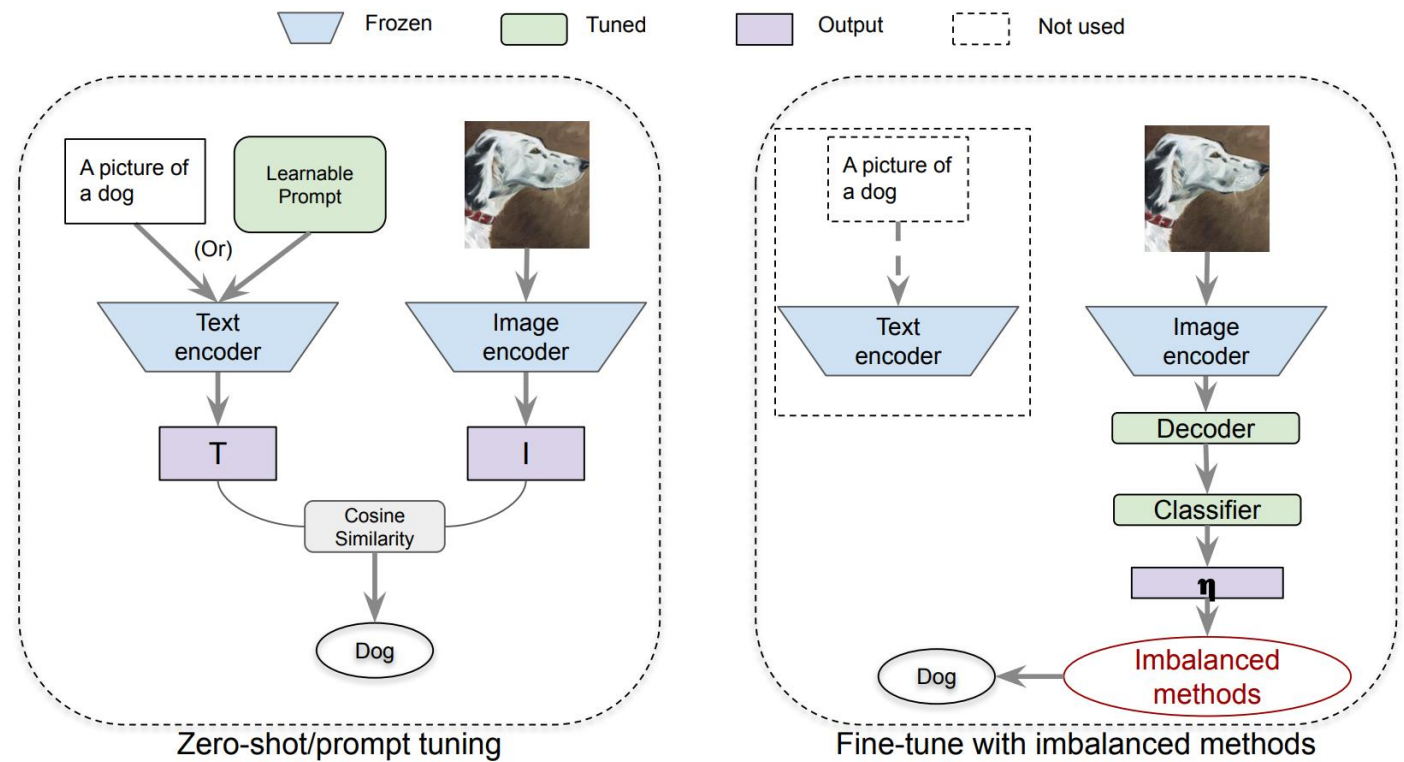 Frozen
Tuned
Output
Not used
A picture of
a dog
Learnable
Prompt
(Or)
Text
encoder
Image
encoder
T
I
Cosine
Similarity
Dog
Zero-shot/prompt tuning
A picture of
a dog
Text
encoder
Image
encoder
Decoder
Classifier
η
Imbalanced
methods
Dog
Fine-tune with imbalanced methods